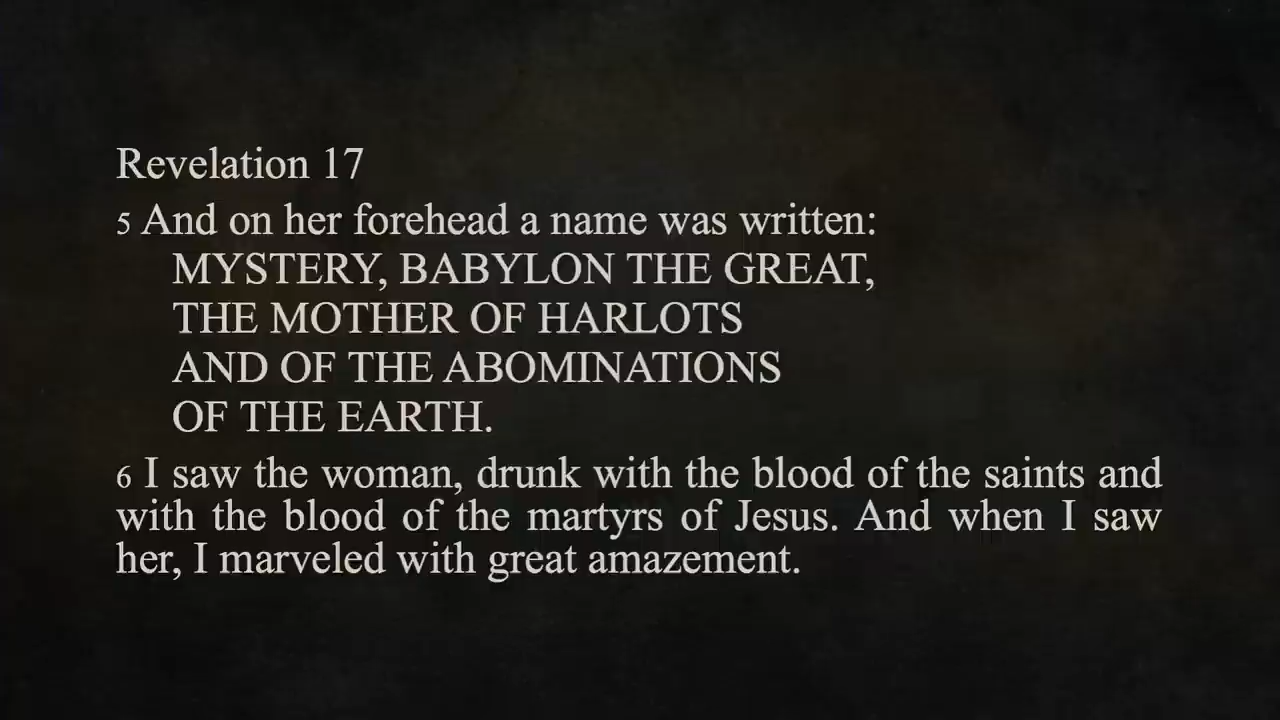 Revelation 17
5 And on her forehead a name was written:
MYSTERY, BABYLON THE GREAT,
THE MOTHER OF HARLOTS
AND OF THE ABOMINATIONS
OF THE EARTH.
6 I saw the woman, drunk with the blood of the saints and
with the blood of the martyrs of Jesus. And when I saw
her, I marveled with great amazement.